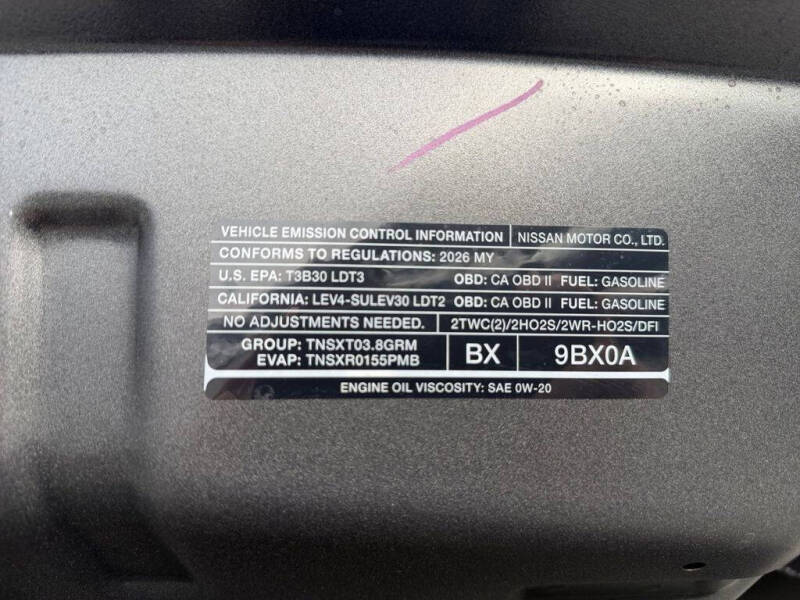 VEHICLE EMISSION CONTROL INFORMATION NISSAN MOTOR CO., LTD.
CONFORMS TO REGULATIONS: 2026 MY
U.S. EPA: T3B30 LDT3 OBD: CA OBD II FUEL: GASOLINE
CALIFORNIA: LEV4-SULEV30 LDT2 OBD: CA OBD II FUEL: GASOLINE
NO ADJUSTMENTS NEEDED. 2TWC(2)/2HO2S/2WR-HO2S/DFI
GROUP: TNSXT03.8GRM
EVAP: TNSXR0155PMB
BX 9BX0A
ENGINE OIL VISCOSITY: SAE 0W-20